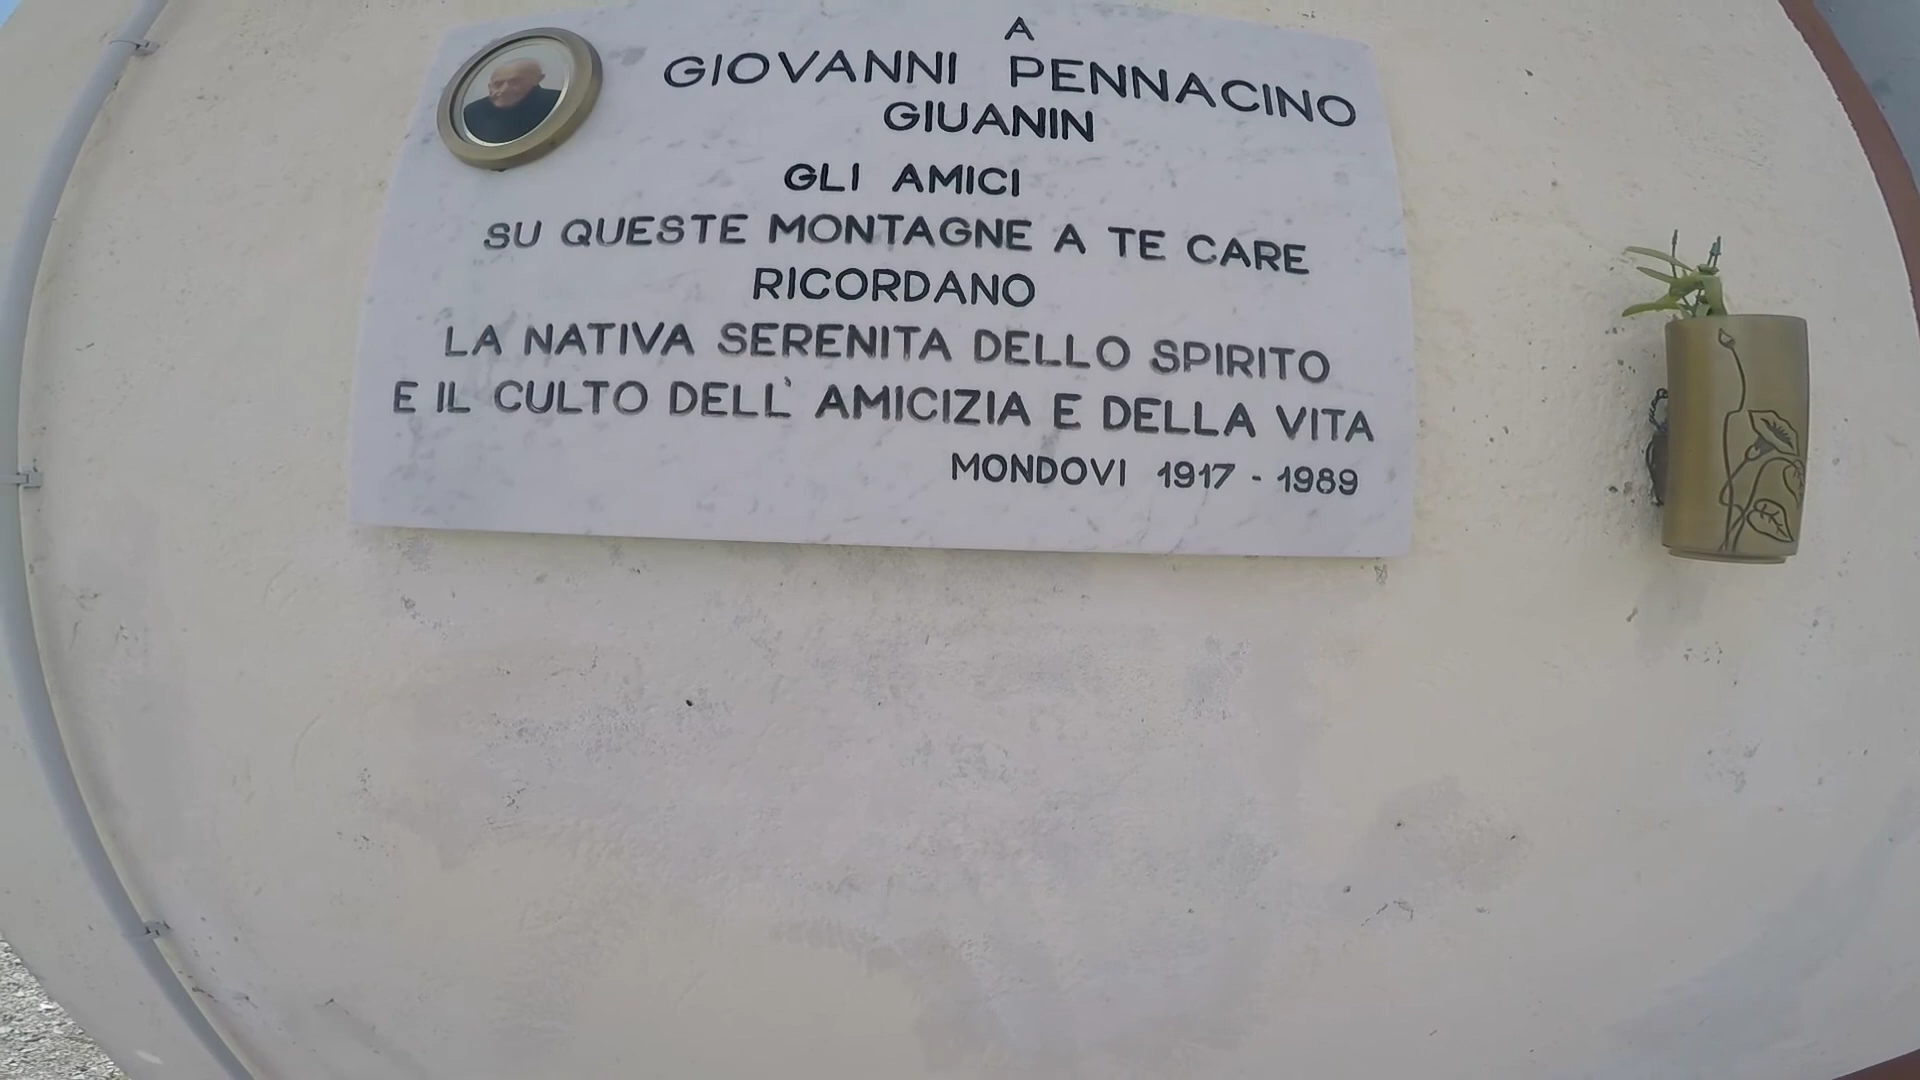 A
GIOVANNI PENNACINO
GIUANIN
GLI AMICI
SU QUESTE MONTAGNE A TE CARE
RICORDANO
LA NATIVA SERENITA DELLO SPIRITO
E IL CULTO DELL' AMICIZIA E DELLA VITA
MONDOVI 1917 - 1989